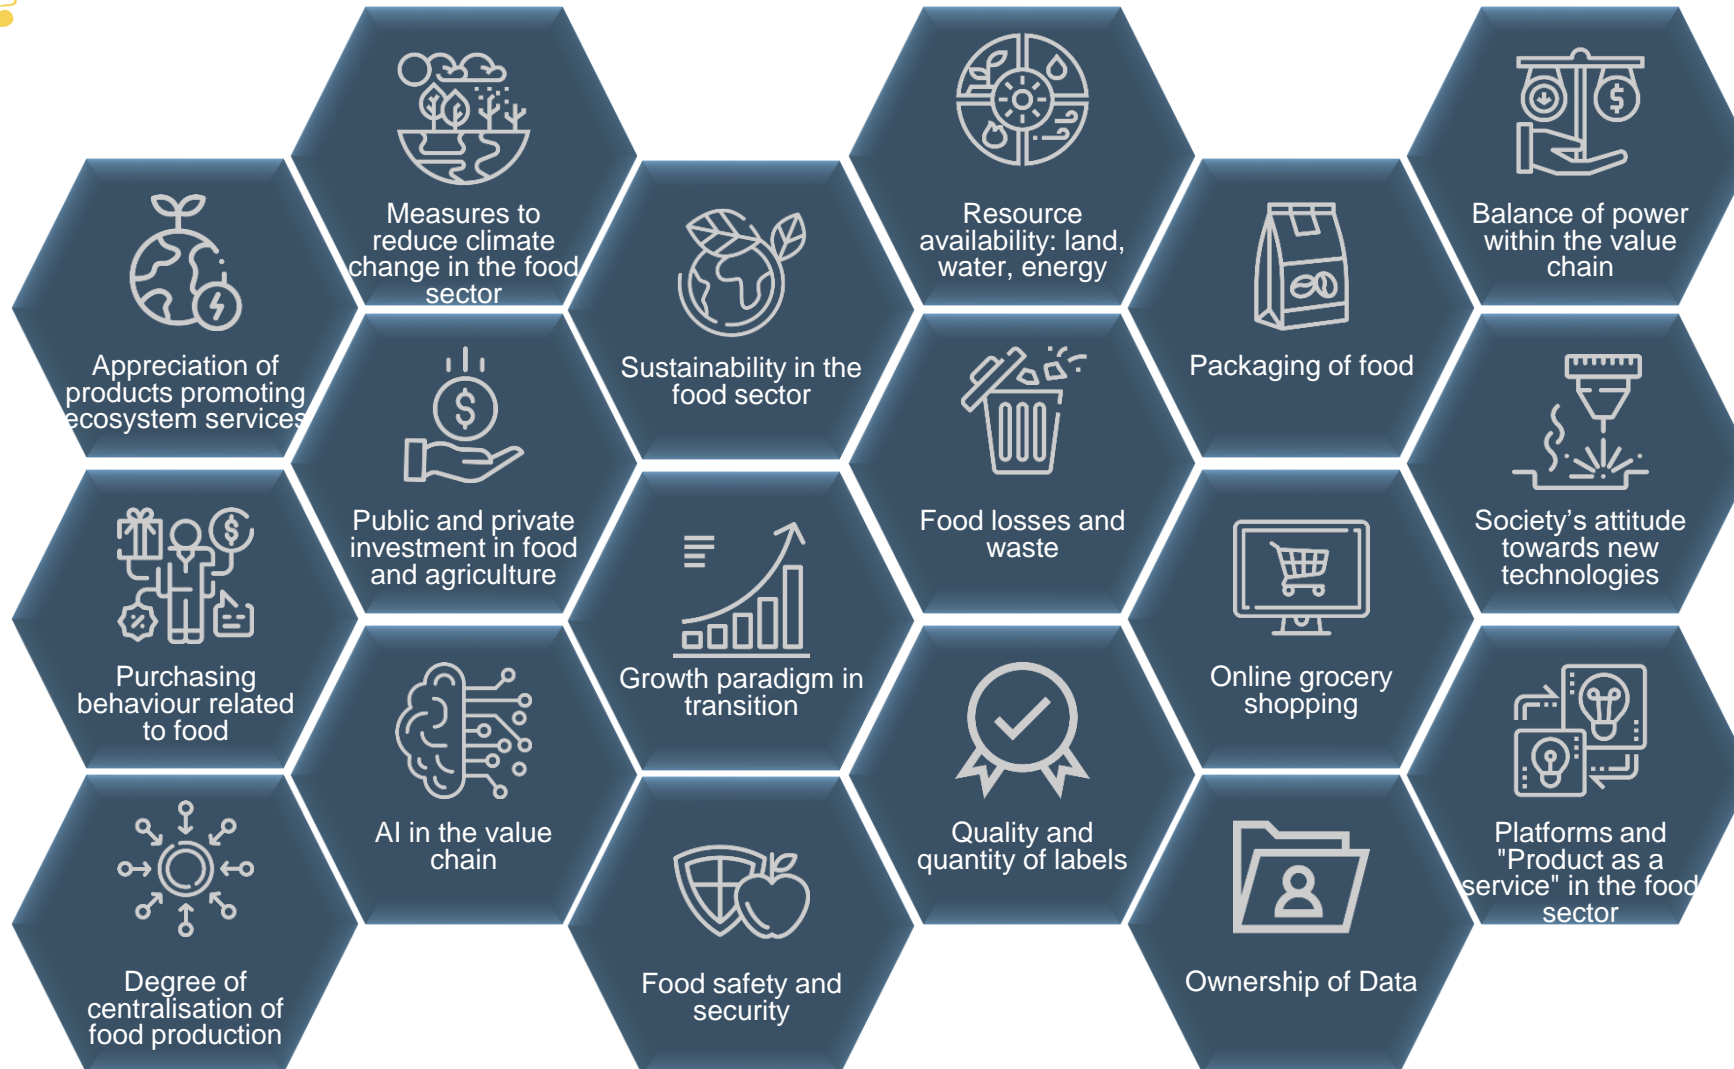 Measures to
reduce climate
change in the food
sector
Resource
availability: land,
water, energy
Balance of power
within the value
chain
Appreciation of
products promoting
ecosystem services
Sustainability in the
food sector
Packaging of food
Public and private
investment in food
and agriculture
Food losses and
waste
Society’s attitude
towards new
technologies
Purchasing
behaviour related
to food
Growth paradigm in
transition
Online grocery
shopping
AI in the value
chain
Quality and
quantity of labels
Platforms and
"Product as a
service" in the food
sector
Degree of
centralisation of
food production
Food safety and
security
Ownership of Data